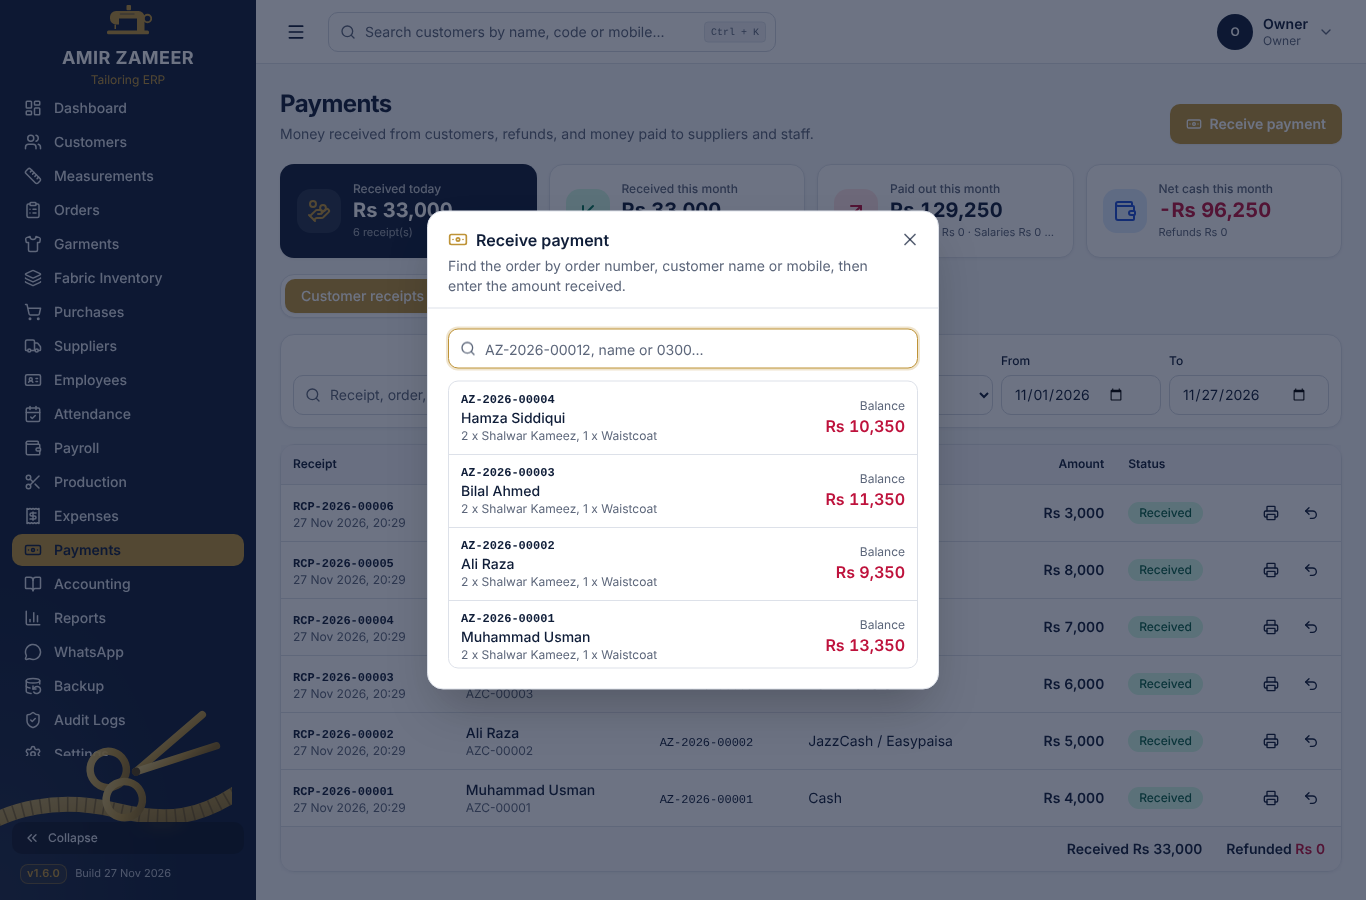 AMIR ZAMEER
Tailoring ERP
Dashboard
Customers
Measurements
Orders
Garments
Fabric Inventory
Purchases
Suppliers
Employees
Attendance
Payroll
Production
Expenses
Payments
Accounting
Reports
WhatsApp
Backup
Audit Logs
Collapse
v1.6.0 Build 27 Nov 2026
Search customers by name, code or mobile... Ctrl + K
O Owner
Owner
Payments
Money received from customers, refunds, and money paid to suppliers and staff.
Receive payment
Received today
Rs 33,000
6 receipt(s)
Received this month
Rs 33,000
Paid out this month
Rs 129,250
Rs 0 · Salaries Rs 0 ...
Net cash this month
-Rs 96,250
Refunds Rs 0
Customer receipts
Receipt, order,
From
11/01/2026
To
11/27/2026
Receive payment
Find the order by order number, customer name or mobile, then
enter the amount received.
AZ-2026-00012, name or 0300...
AZ-2026-00004
Hamza Siddiqui
2 x Shalwar Kameez, 1 x Waistcoat
Balance
Rs 10,350
AZ-2026-00003
Bilal Ahmed
2 x Shalwar Kameez, 1 x Waistcoat
Balance
Rs 11,350
AZ-2026-00002
Ali Raza
2 x Shalwar Kameez, 1 x Waistcoat
Balance
Rs 9,350
AZ-2026-00001
Muhammad Usman
2 x Shalwar Kameez, 1 x Waistcoat
Balance
Rs 13,350
Receipt Amount Status
RCP-2026-00006
27 Nov 2026, 20:29
Rs 3,000 Received
RCP-2026-00005
27 Nov 2026, 20:29
Rs 8,000 Received
RCP-2026-00004
27 Nov 2026, 20:29
Rs 7,000 Received
RCP-2026-00003
27 Nov 2026, 20:29
AZC-00003
Rs 6,000 Received
RCP-2026-00002
27 Nov 2026, 20:29
Ali Raza
AZC-00002
AZ-2026-00002 JazzCash / Easypaisa Rs 5,000 Received
RCP-2026-00001
27 Nov 2026, 20:29
Muhammad Usman
AZC-00001
AZ-2026-00001 Cash Rs 4,000 Received
Received Rs 33,000 Refunded Rs 0